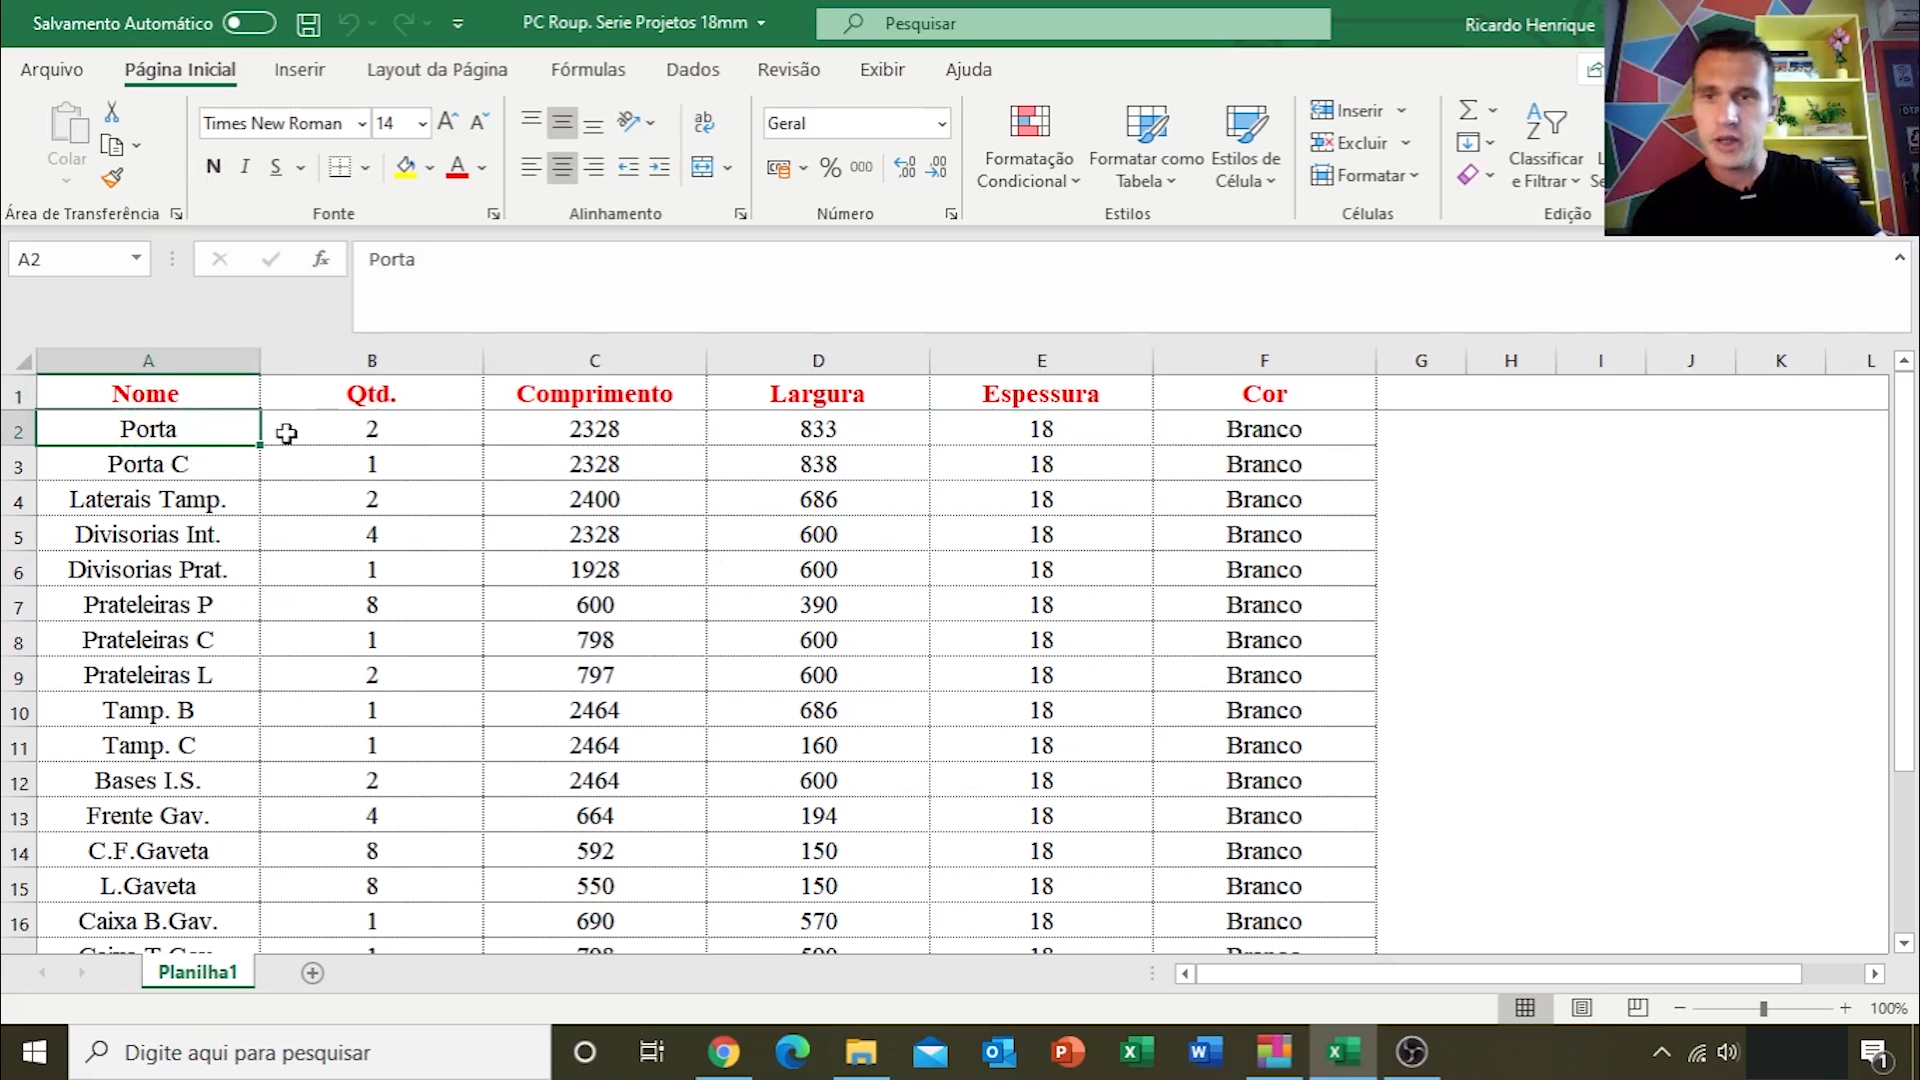 Salvamento Automático
PC Roup. Serie Projetos 18mm
Pesquisar
Ricardo Henrique
Arquivo Página Inicial Inserir Layout da Página Fórmulas Dados Revisão Exibir Ajuda
Colar
Times New Roman 14
N I S
ab
Geral
% 000
Formatação Condicional
Formatar como Tabela
Estilos de Célula
Inserir
Excluir
Formatar
Classificar e Filtrar
Área de Transferência Fonte Alinhamento Número Estilos Células Edição
A2 fx Porta
A B C D E F G H I J K L
1 Nome Qtd. Comprimento Largura Espessura Cor
2 Porta 2 2328 833 18 Branco
3 Porta C 1 2328 838 18 Branco
4 Laterais Tamp. 2 2400 686 18 Branco
5 Divisorias Int. 4 2328 600 18 Branco
6 Divisorias Prat. 1 1928 600 18 Branco
7 Prateleiras P 8 600 390 18 Branco
8 Prateleiras C 1 798 600 18 Branco
9 Prateleiras L 2 797 600 18 Branco
10 Tamp. B 1 2464 686 18 Branco
11 Tamp. C 1 2464 160 18 Branco
12 Bases I.S. 2 2464 600 18 Branco
13 Frente Gav. 4 664 194 18 Branco
14 C.F.Gaveta 8 592 150 18 Branco
15 L.Gaveta 8 550 150 18 Branco
16 Caixa B.Gav. 1 690 570 18 Branco
Planilha1
100%
Digite aqui para pesquisar
1